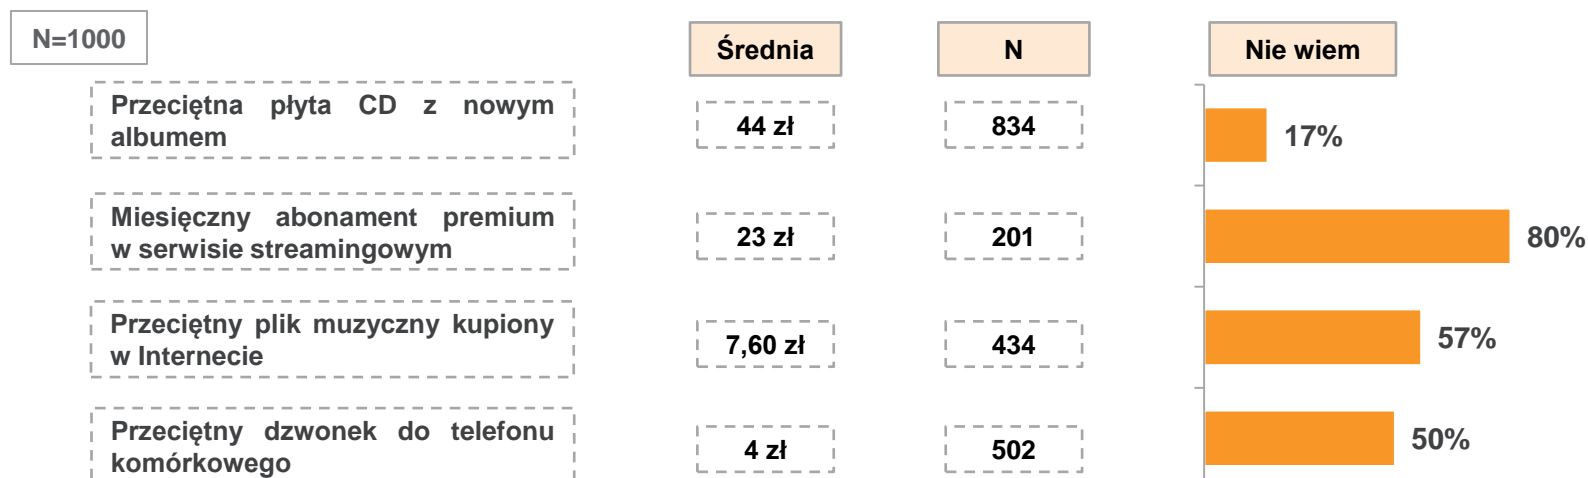 N=1000
Średnia
N
Nie wiem
Przeciętna płyta CD z nowym
albumem
44 zł
834
17%
Miesięczny abonament premium
w serwisie streamingowym
23 zł
201
80%
Przeciętny plik muzyczny kupiony
w Internecie
7,60 zł
434
57%
Przeciętny dzwonek do telefonu
komórkowego
4 zł
502
50%